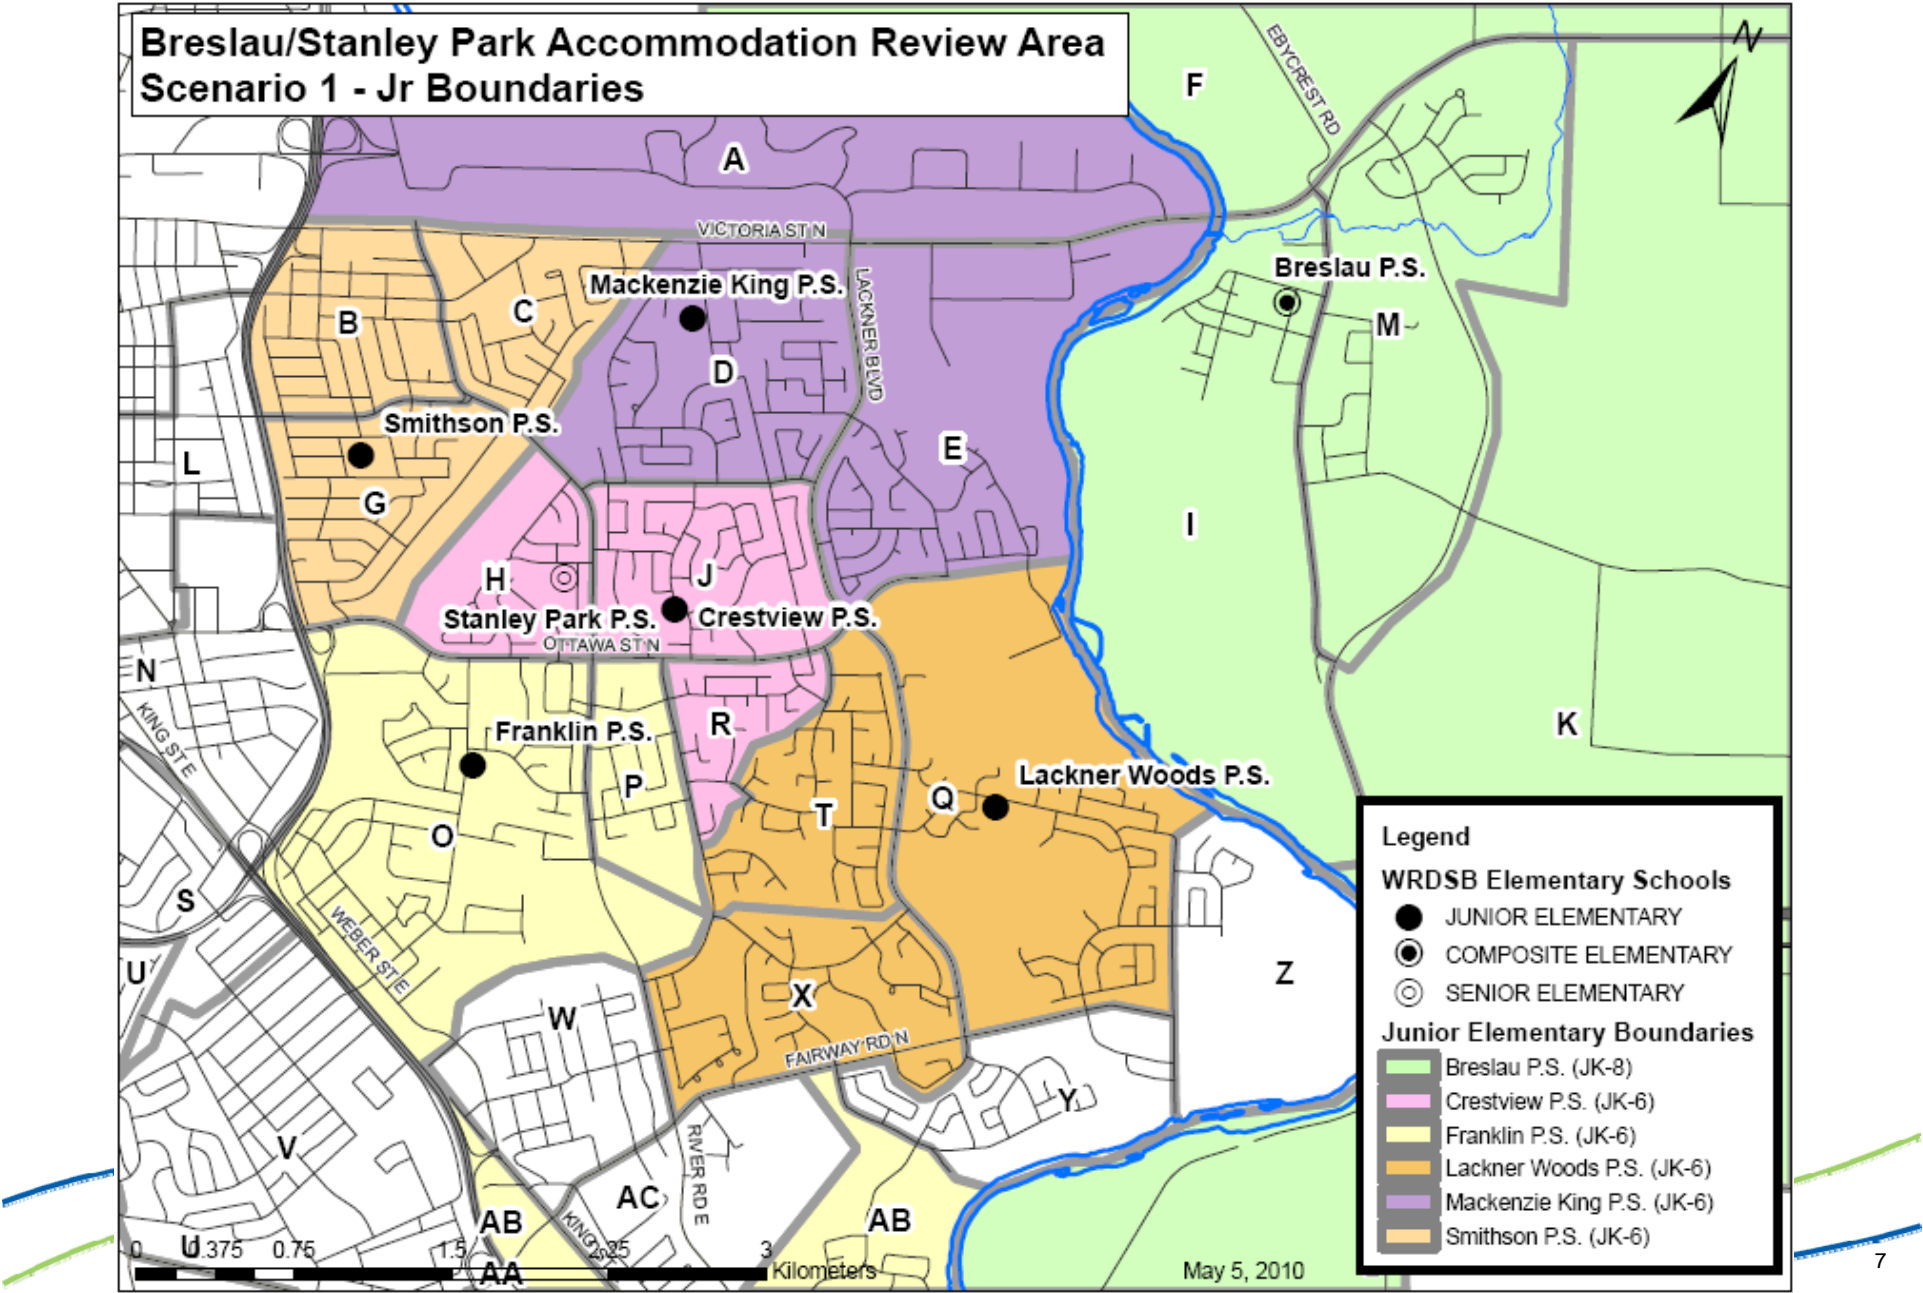 Breslau/Stanley Park Accommodation Review Area
Scenario 1 - Jr Boundaries
N
F
EBYCREST RD
A
VICTORIA ST N
Breslau P.S.
Mackenzie King P.S.
C
B
M
LACKNER BLVD
D
Smithson P.S.
E
L
G
I
H
J
Stanley Park P.S.
Crestview P.S.
OTTAWA ST N
N
KING ST E
R
K
Franklin P.S.
P
Lackner Woods P.S.
Q
T
O
S
WEBER ST E
U
Z
X
W
FAIRWAY RD N
Y
V
RIVER RD E
AC
AB
AB
KING ST
U
AA
0 0.375 0.75 1.5 2.25 3
Kilometers
May 5, 2010
Legend
WRDSB Elementary Schools
JUNIOR ELEMENTARY
COMPOSITE ELEMENTARY
SENIOR ELEMENTARY
Junior Elementary Boundaries
Breslau P.S. (JK-8)
Crestview P.S. (JK-6)
Franklin P.S. (JK-6)
Lackner Woods P.S. (JK-6)
Mackenzie King P.S. (JK-6)
Smithson P.S. (JK-6)
7